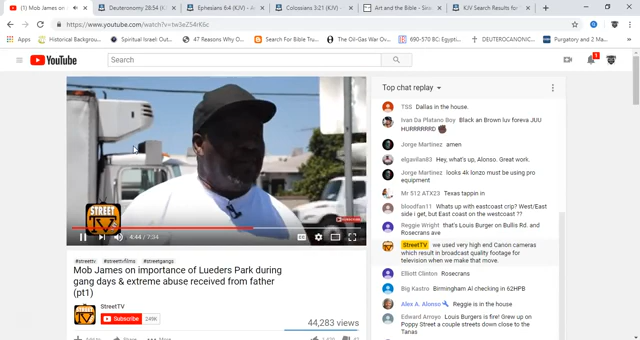 (1) Mob James on
Deuteronomy 28:54 (KJV) -
Ephesians 6:4 (KJV) -
Colossians 3:21 (KJV) -
Art and the Bible -
KJV Search Results for
https://www.youtube.com/watch?v=
Apps
Historical Background
Spiritual Israeli
47 Reasons Why O
Search For Bible
The Oil-Gas War
690-570 BC: Egypti
DEUTEROCANONIC
Purgatory and 2 Ma
YouTube
Search
1
Top chat replay
TSS Dallas in the house.
Ivan Da Platano Boy Black an Brown luv foreva JUU
HURRRRRRD
Jorge Martinez amen
elgavilan83 Hey, what's up, Alonso. Great work.
Jorge Martinez looks 4k lonzo must be using pro
equipment
Mr 512 ATX23 Texas tappin in
bloodfan11 Whats up with eastcoast crip? West/East
side i get, but East coast on the westcoast ??
Reggie Wright that's Louis Burger on Bullis Rd. and
Rosecrans ave
StreetTV we used very high end Canon cameras
which result in broadcast quality footage for
television when we make that move.
Elliott Clinton Rosecrans
Big Kastro Birmingham Al checking in 62HPB
Alex A. Alonso Reggie is in the house
Edward Arroyo Louis Burgers is fire! Grew up on
Poppy Street a couple streets down close to the
Tanas
STREET
TV
SUBSCRIBE
4:44 / 7:34
CC
#streettv #streettvfilms #streetgangs
Mob James on importance of Lueders Park during
gang days & extreme abuse received from father
(pt1)
StreetTV
Subscribe 249K
44,283 views